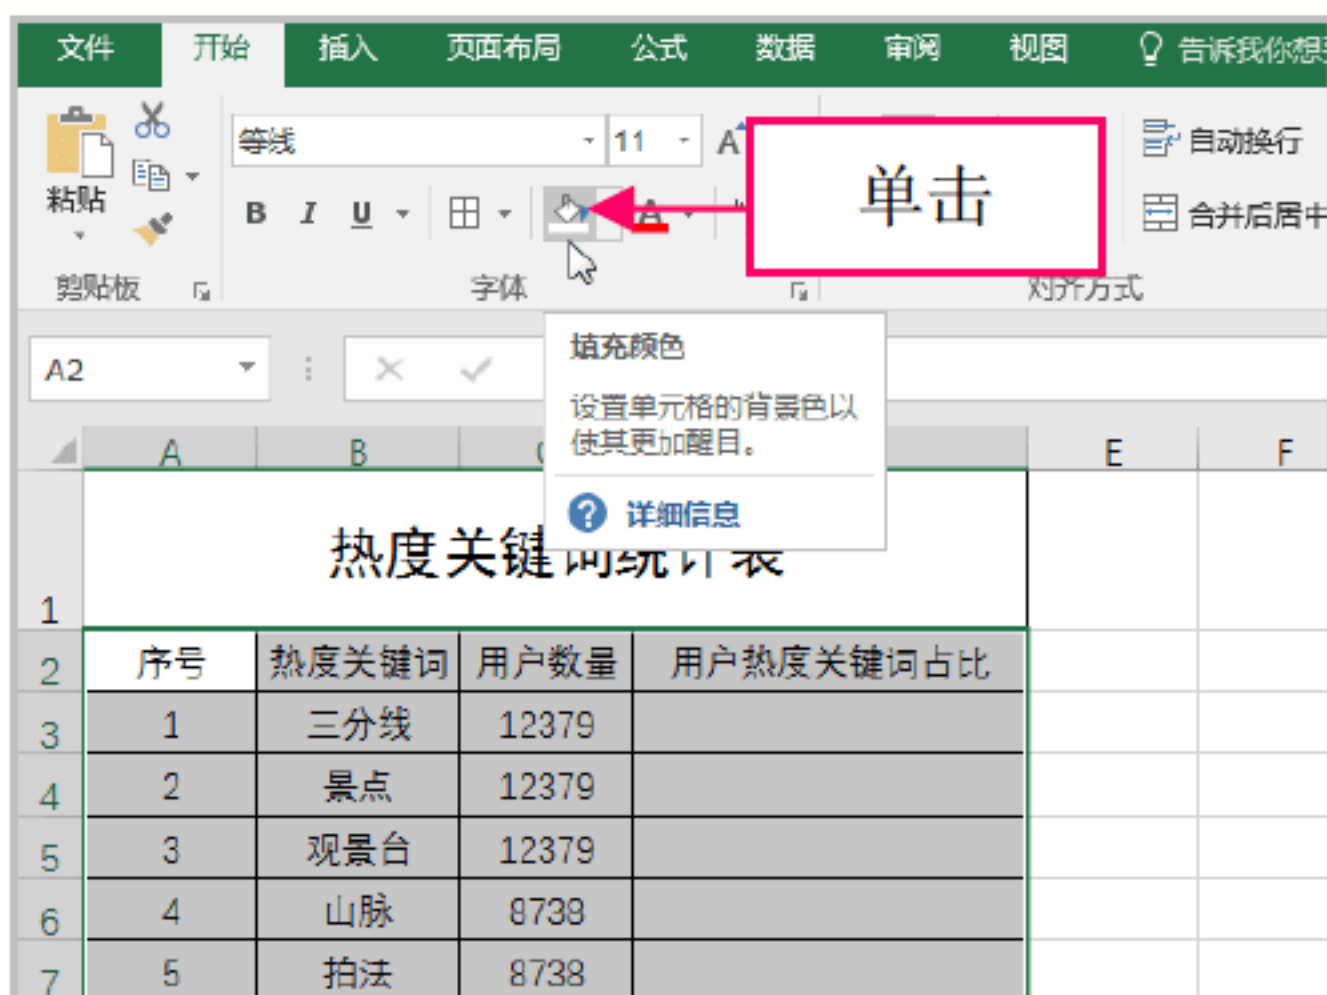 文件 开始 插入 页面布局 公式 数据 审阅 视图 告诉我你想
等线 11 A 自动换行
粘贴 B I U A 单击 合并后居中
剪贴板 字体 对齐方式
A2
填充颜色
设置单元格的背景色以
使其更加醒目。
详细信息
A B E F
1 热度关键词统计表
2 序号 热度关键词 用户数量 用户热度关键词占比
3 1 三分线 12379
4 2 景点 12379
5 3 观景台 12379
6 4 山脉 8738
7 5 拍法 8738